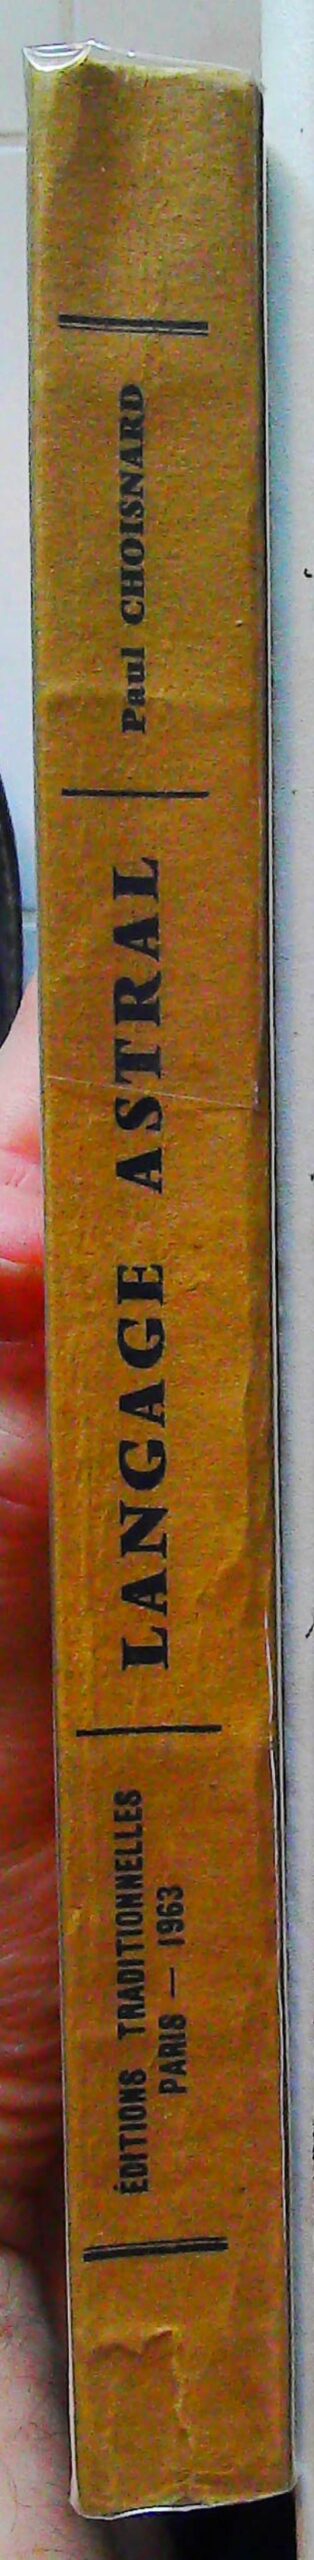 ÉDITIONS TRADITIONNELLES
PARIS — 1963
LANGAGE ASTRAL
Paul CHOISNARD